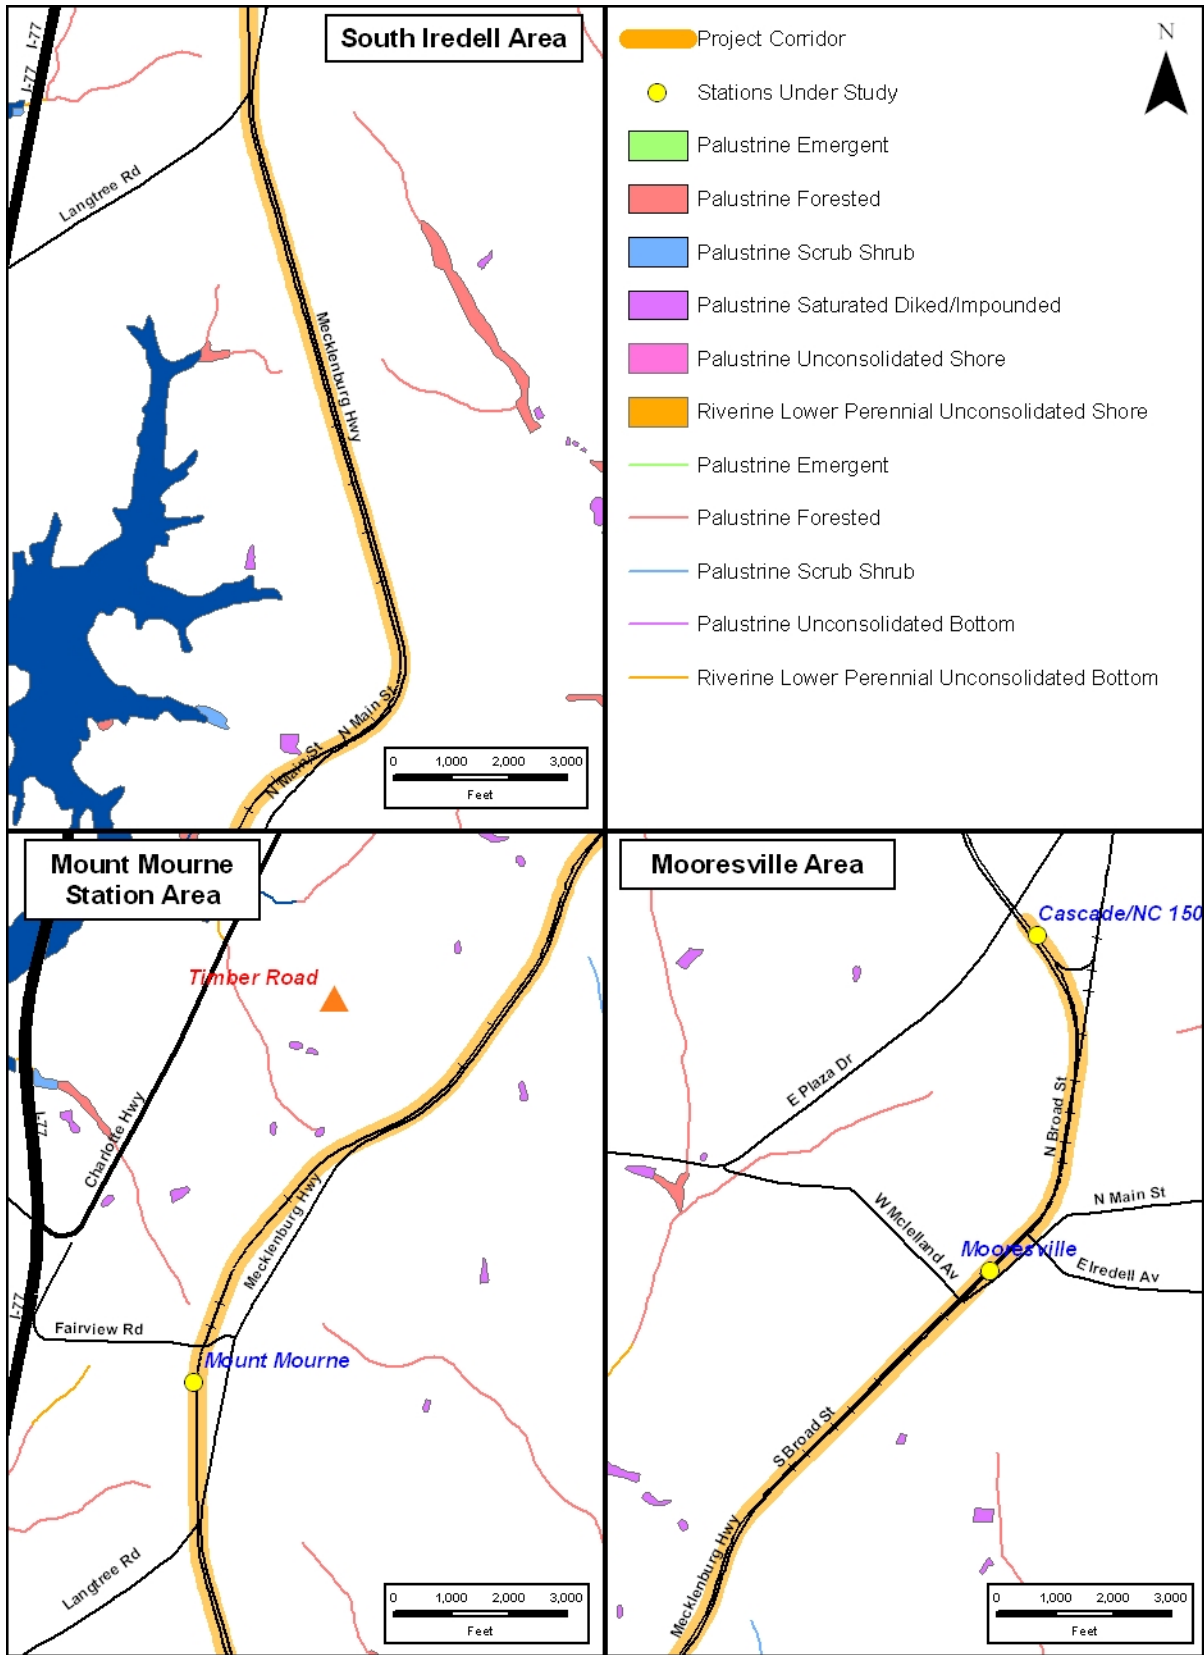 South Iredell Area
I-77
I-77
Langtree Rd
Mecklenburg Hwy
N Main St
N Main St
0 1,000 2,000 3,000
Feet
N
Project Corridor
Stations Under Study
Palustrine Emergent
Palustrine Forested
Palustrine Scrub Shrub
Palustrine Saturated Diked/Impounded
Palustrine Unconsolidated Shore
Riverine Lower Perennial Unconsolidated Shore
Palustrine Emergent
Palustrine Forested
Palustrine Scrub Shrub
Palustrine Unconsolidated Bottom
Riverine Lower Perennial Unconsolidated Bottom
Mount Mourne
Station Area
Timber Road
I-77
Charlotte Hwy
Mecklenburg Hwy
I-77
Fairview Rd
Mount Mourne
Langtree Rd
0 1,000 2,000 3,000
Feet
Mooresville Area
Cascade/NC 150
E Plaza Dr
N Broad St
W Mclelland Av
N Main St
Mooresville
E Iredell Av
S Broad St
Mecklenburg Hwy
0 1,000 2,000 3,000
Feet